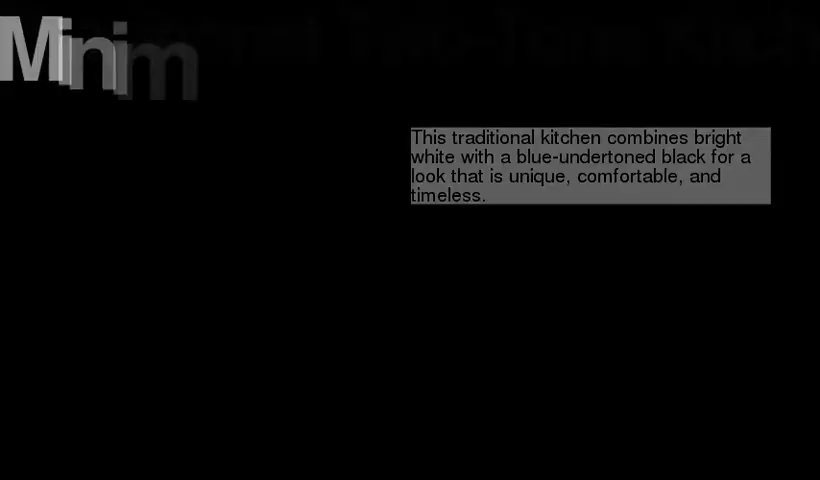 Minim
This traditional kitchen combines bright
white with a blue-undertoned black for a
look that is unique, comfortable, and
timeless.